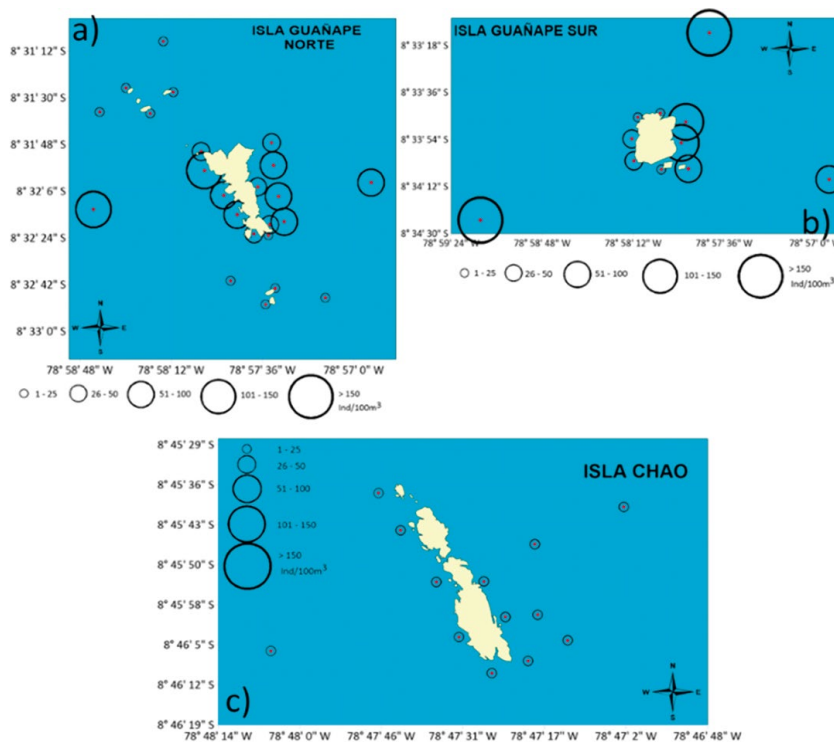 a)
ISLA GUAÑAPE
NORTE
8° 31' 12" S
8° 31' 30" S
8° 31' 48" S
8° 32' 6" S
8° 32' 24" S
8° 32' 42" S
8° 33' 0" S
N
W E
S
78° 58' 48" W 78° 58' 12" W 78° 57' 36" W 78° 57' 0" W
1 - 25 26 - 50 51 - 100 101 - 150 > 150
Ind/100m³
ISLA GUAÑAPE SUR
8° 33' 18" S
8° 33' 36" S
8° 33' 54" S
8° 34' 12" S
8° 34' 30" S
N
W E
S
b)
78° 59' 24" W 78° 58' 48" W 78° 58' 12" W 78° 57' 36" W 78° 57' 0" W
1 - 25 26 - 50 51 - 100 101 - 150 > 150
Ind/100m³
8° 45' 29" S
8° 45' 36" S
8° 45' 43" S
8° 45' 50" S
8° 45' 58" S
8° 46' 5" S
8° 46' 12" S
8° 46' 19" S
1 - 25
26 - 50
51 - 100
101 - 150
> 150
Ind/100m³
ISLA CHAO
c)
N
W E
S
78° 48' 14" W 78° 48' 0" W 78° 47' 46" W 78° 47' 31" W 78° 47' 17" W 78° 47' 2" W 78° 46' 48" W